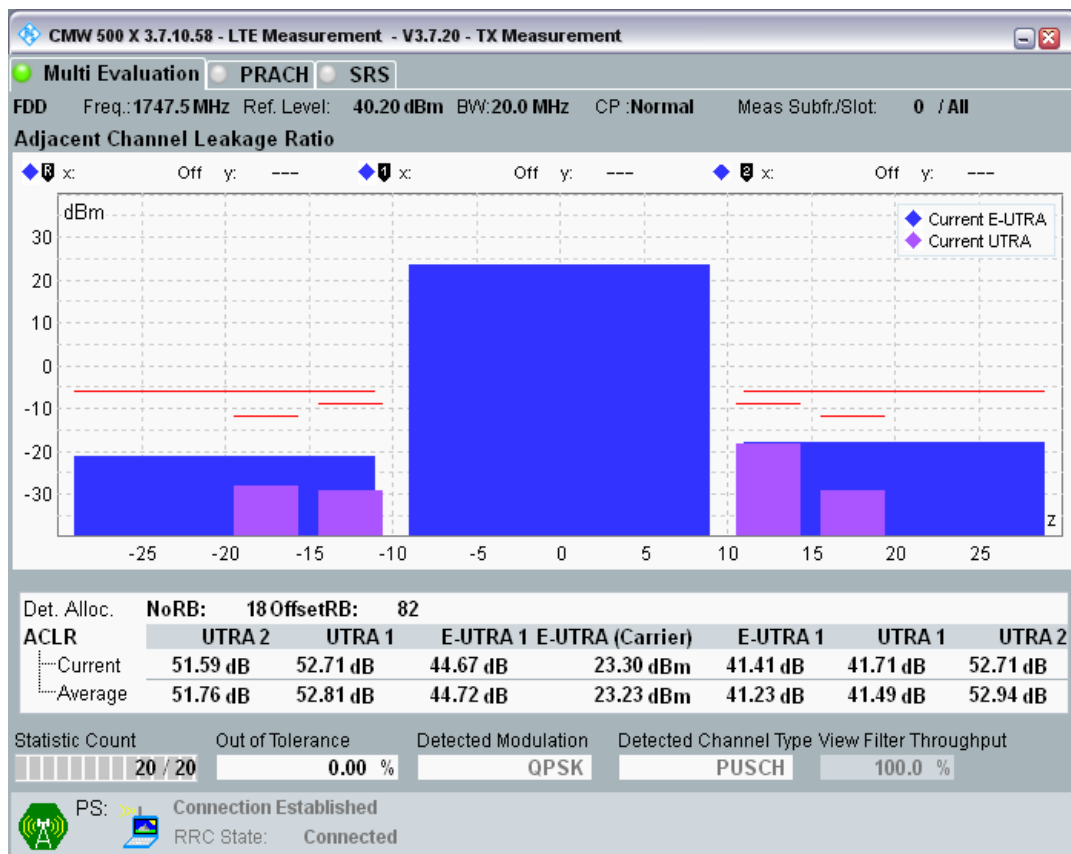 CMW 500 X 3.7.10.58 - LTE Measurement - V3.7.20 - TX Measurement
Multi Evaluation PRACH SRS
FDD Freq.:1747.5 MHz Ref. Level: 40.20 dBm BW:20.0 MHz CP :Normal Meas Subfr./Slot: 0 / All
Adjacent Channel Leakage Ratio
R x: Off y: --- 1 x: Off y: --- 2 x: Off y: ---
dBm
Current E-UTRA
Current UTRA
30
20
10
0
-10
-20
-30
z
-25 -20 -15 -10 -5 0 5 10 15 20 25
Det. Alloc. NoRB: 18 OffsetRB: 82
ACLR UTRA 2 UTRA 1 E-UTRA 1 E-UTRA (Carrier) E-UTRA 1 UTRA 1 UTRA 2
Current 51.59 dB 52.71 dB 44.67 dB 23.30 dBm 41.41 dB 41.71 dB 52.71 dB
Average 51.76 dB 52.81 dB 44.72 dB 23.23 dBm 41.23 dB 41.49 dB 52.94 dB
Statistic Count Out of Tolerance Detected Modulation Detected Channel Type View Filter Throughput
20 / 20 0.00 % QPSK PUSCH 100.0 %
PS: Connection Established
RRC State: Connected